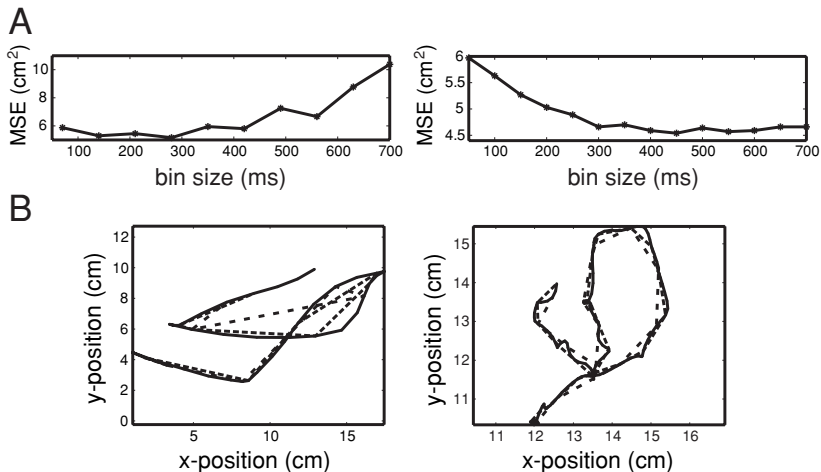 A
MSE (cm²)
10
8
6
100 200 300 400 500 600 700
bin size (ms)
MSE (cm²)
6
5.5
5
4.5
100 200 300 400 500 600 700
bin size (ms)
B
y-position (cm)
12
10
8
6
4
2
0
5 10 15
x-position (cm)
y-position (cm)
15
14
13
12
11
11 12 13 14 15 16
x-position (cm)